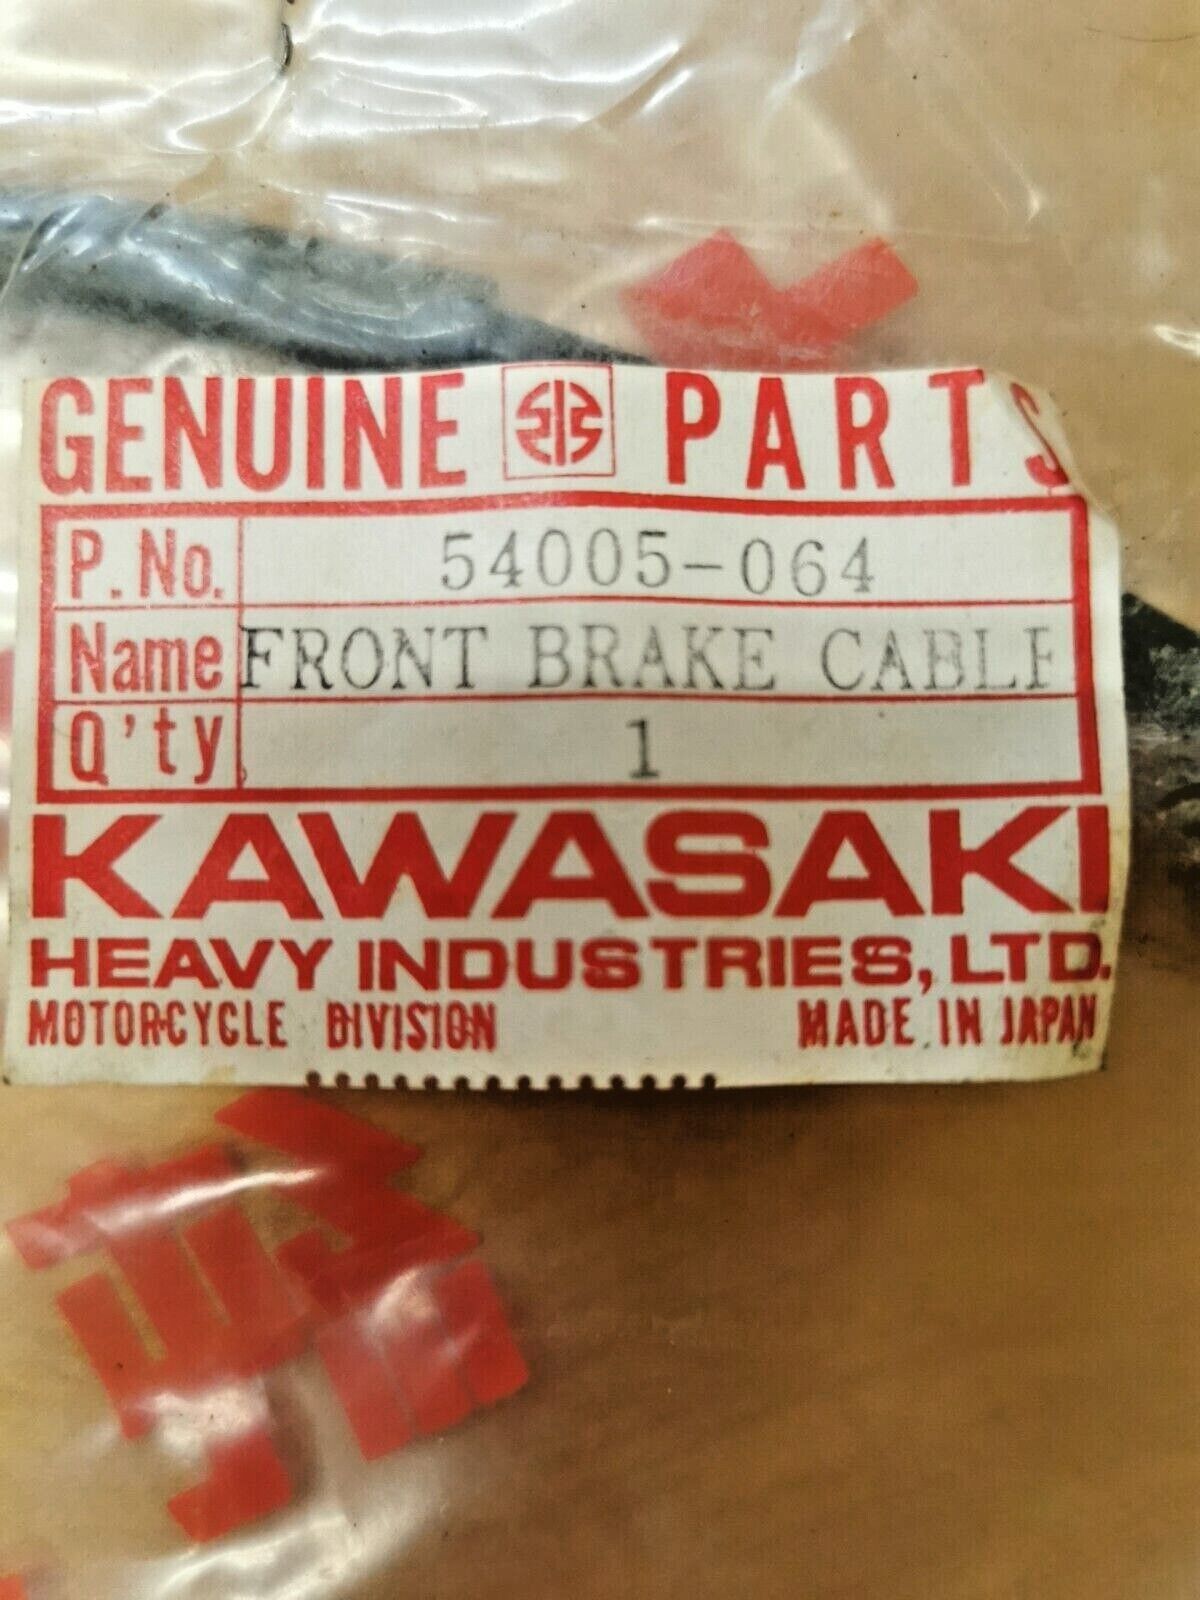 GENUINE PARTS
P. No. 54005-064
Name FRONT BRAKE CABLE
Q'ty 1
KAWASAKI
HEAVY INDUSTRIES, LTD.
MOTORCYCLE DIVISION MADE IN JAPAN